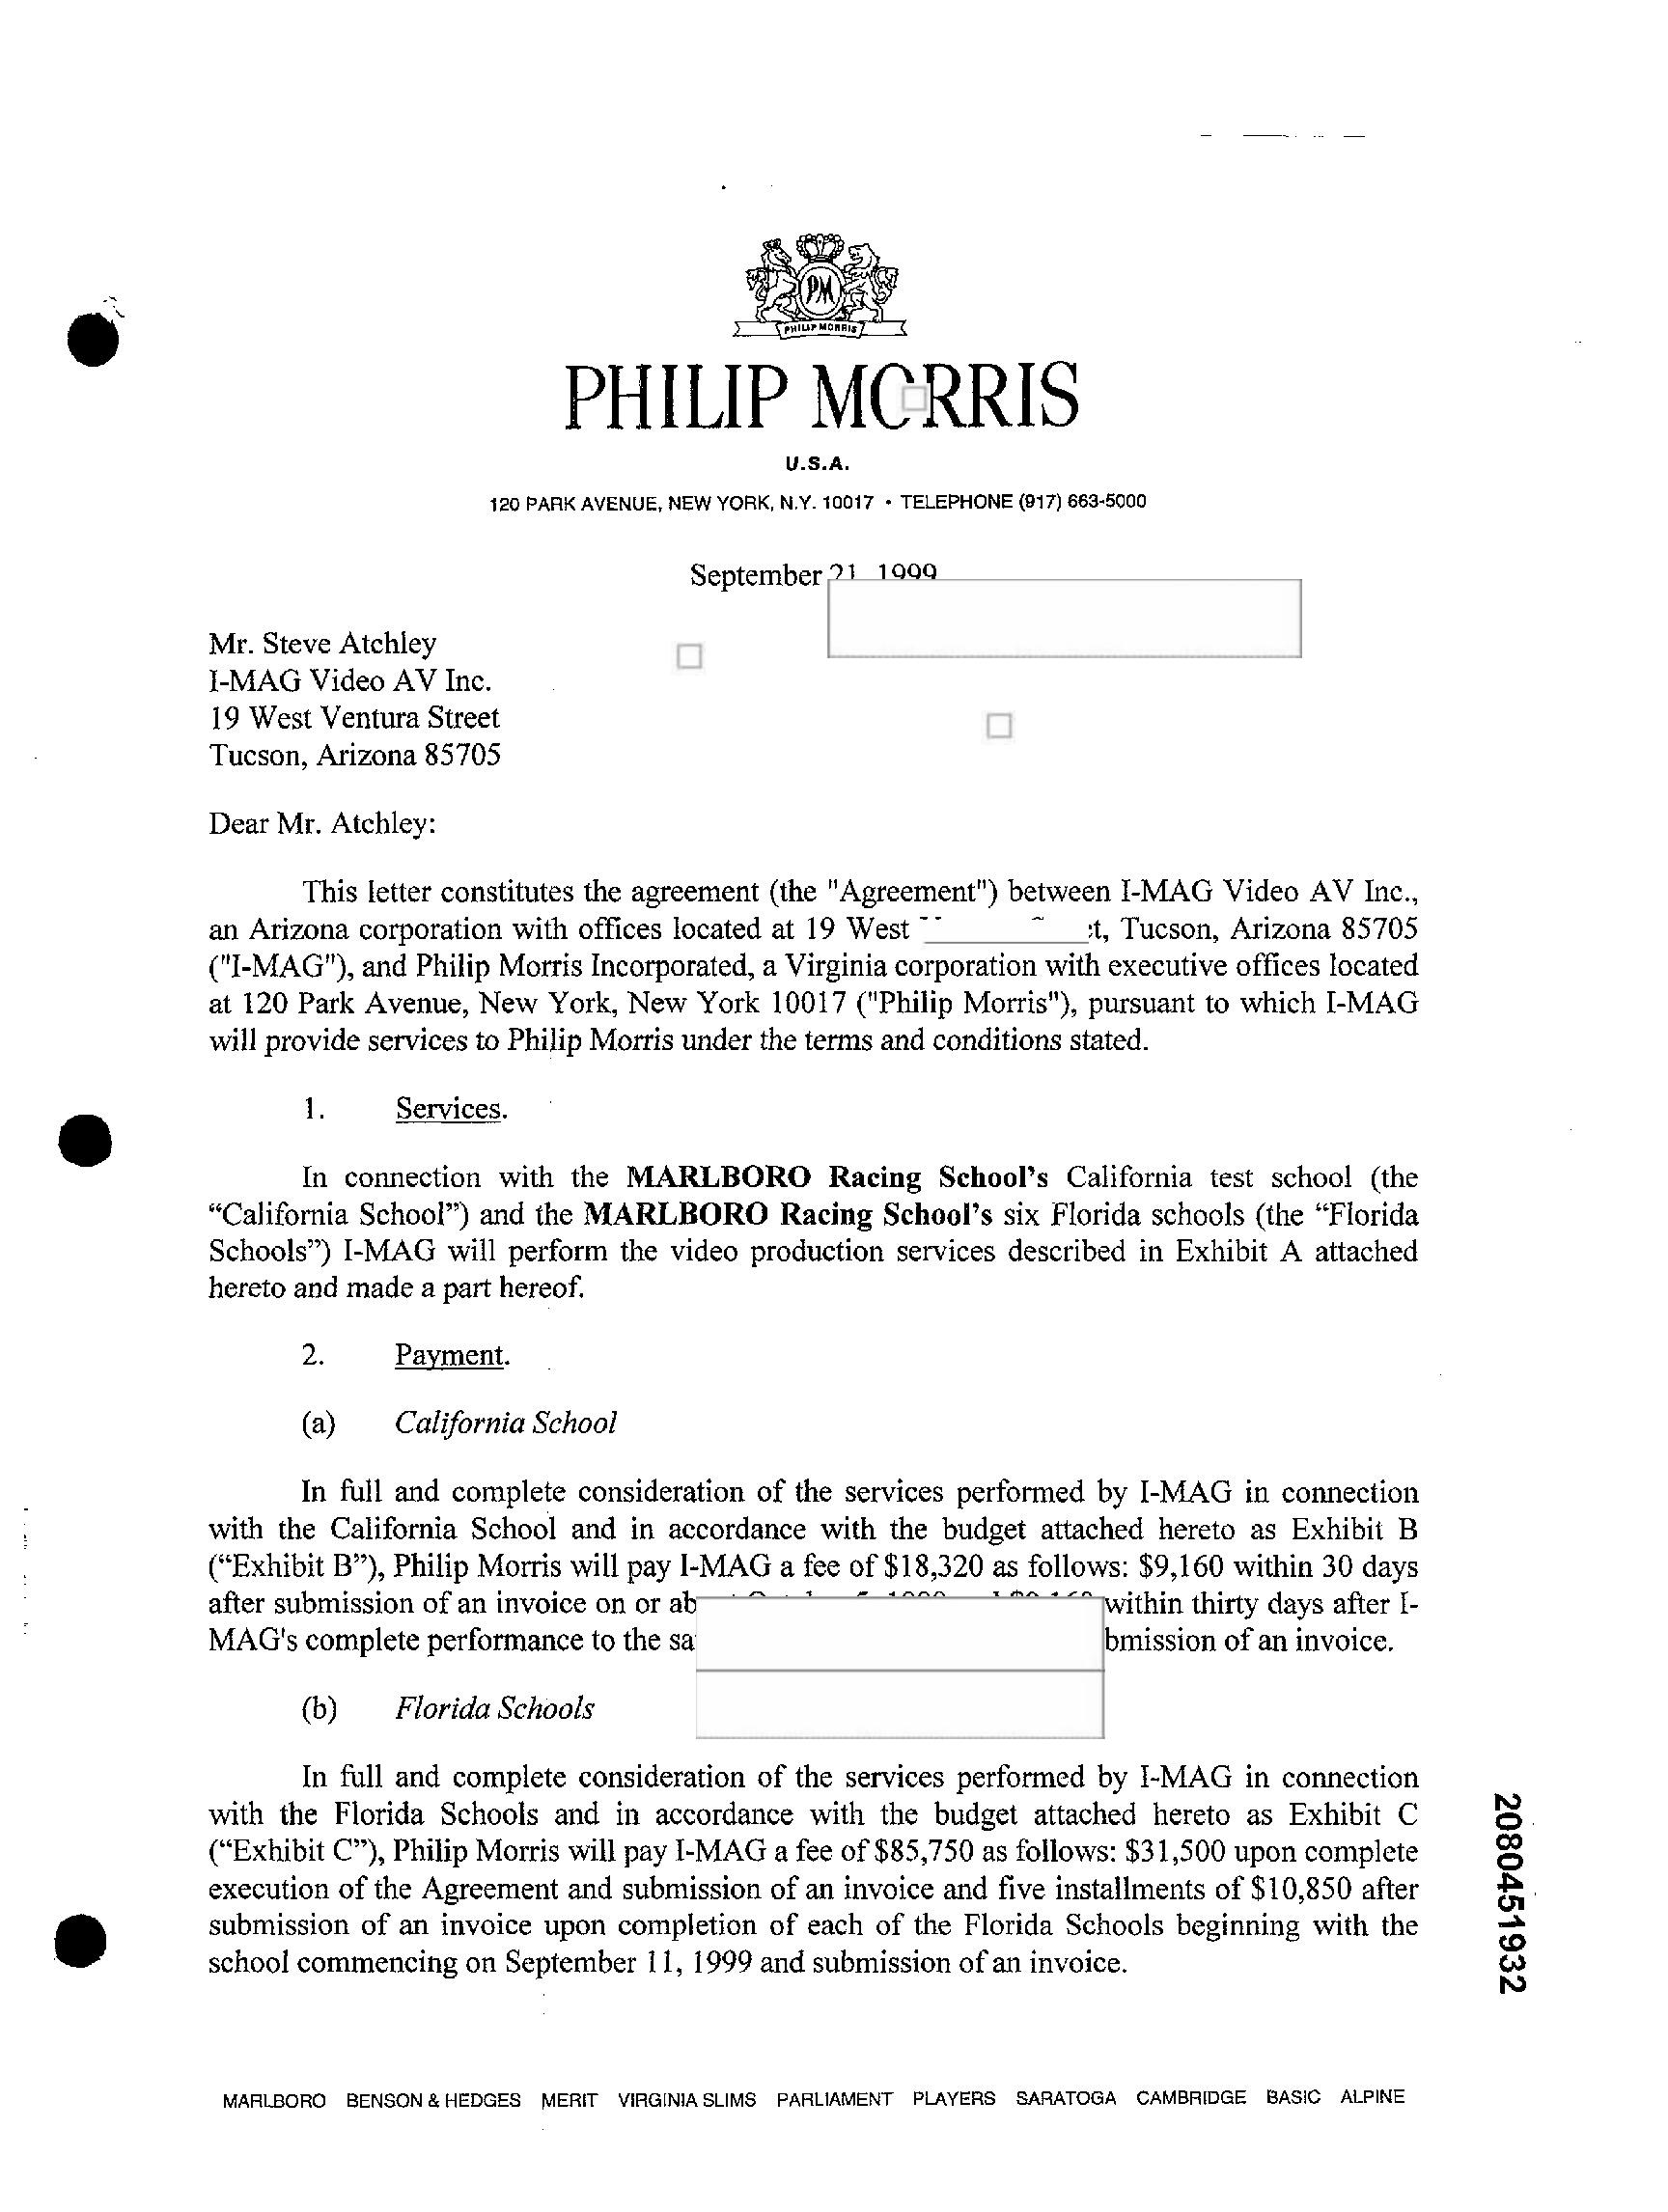 PM
PHILIP MORRIS
PHILIP MORRIS
U.S.A.
120 PARK AVENUE, NEW YORK, N.Y. 10017 • TELEPHONE (917) 663-5000
September 21 1999
Mr. Steve Atchley
I-MAG Video AV Inc.
19 West Ventura Street
Tucson, Arizona 85705
Dear Mr. Atchley:
This letter constitutes the agreement (the "Agreement") between I-MAG Video AV Inc.,
an Arizona corporation with offices located at 19 West Tucson, Arizona 85705
("I-MAG"), and Philip Morris Incorporated, a Virginia corporation with executive offices located
at 120 Park Avenue, New York, New York 10017 ("Philip Morris"), pursuant to which I-MAG
will provide services to Philip Morris under the terms and conditions stated.
1. Services.
In connection with the MARLBORO Racing School's California test school (the
“California School”) and the MARLBORO Racing School's six Florida schools (the “Florida
Schools”) I-MAG will perform the video production services described in Exhibit A attached
hereto and made a part hereof.
2. Payment.
(a) California School
In full and complete consideration of the services performed by I-MAG in connection
with the California School and in accordance with the budget attached hereto as Exhibit B
(“Exhibit B”), Philip Morris will pay I-MAG a fee of $18,320 as follows: $9,160 within 30 days
after submission of an invoice on or within thirty days after I-
MAG's complete performance to the of an invoice.
(b) Florida Schools
In full and complete consideration of the services performed by I-MAG in connection
with the Florida Schools and in accordance with the budget attached hereto as Exhibit C
(“Exhibit C”), Philip Morris will pay I-MAG a fee of $85,750 as follows: $31,500 upon complete
execution of the Agreement and submission of an invoice and five installments of $10,850 after
submission of an invoice upon completion of each of the Florida Schools beginning with the
school commencing on September 11, 1999 and submission of an invoice.
2080451932
MARLBORO BENSON & HEDGES MERIT VIRGINIA SLIMS PARLIAMENT PLAYERS SARATOGA CAMBRIDGE BASIC ALPINE